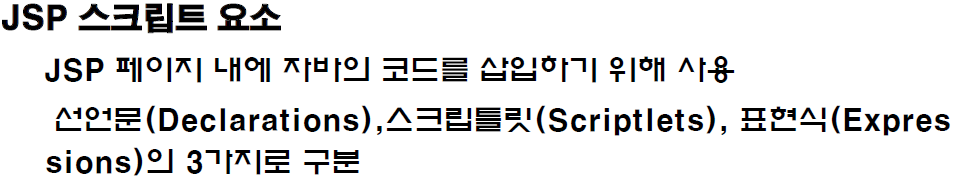 JSP 스크립트 요소
JSP 페이지 내에 자바인 코드를 삽입하기 위해 사용
선언문(Declarations),스크립틀릿(Scriptlets), 표현식(Expres
sions)인 3가지로 구분